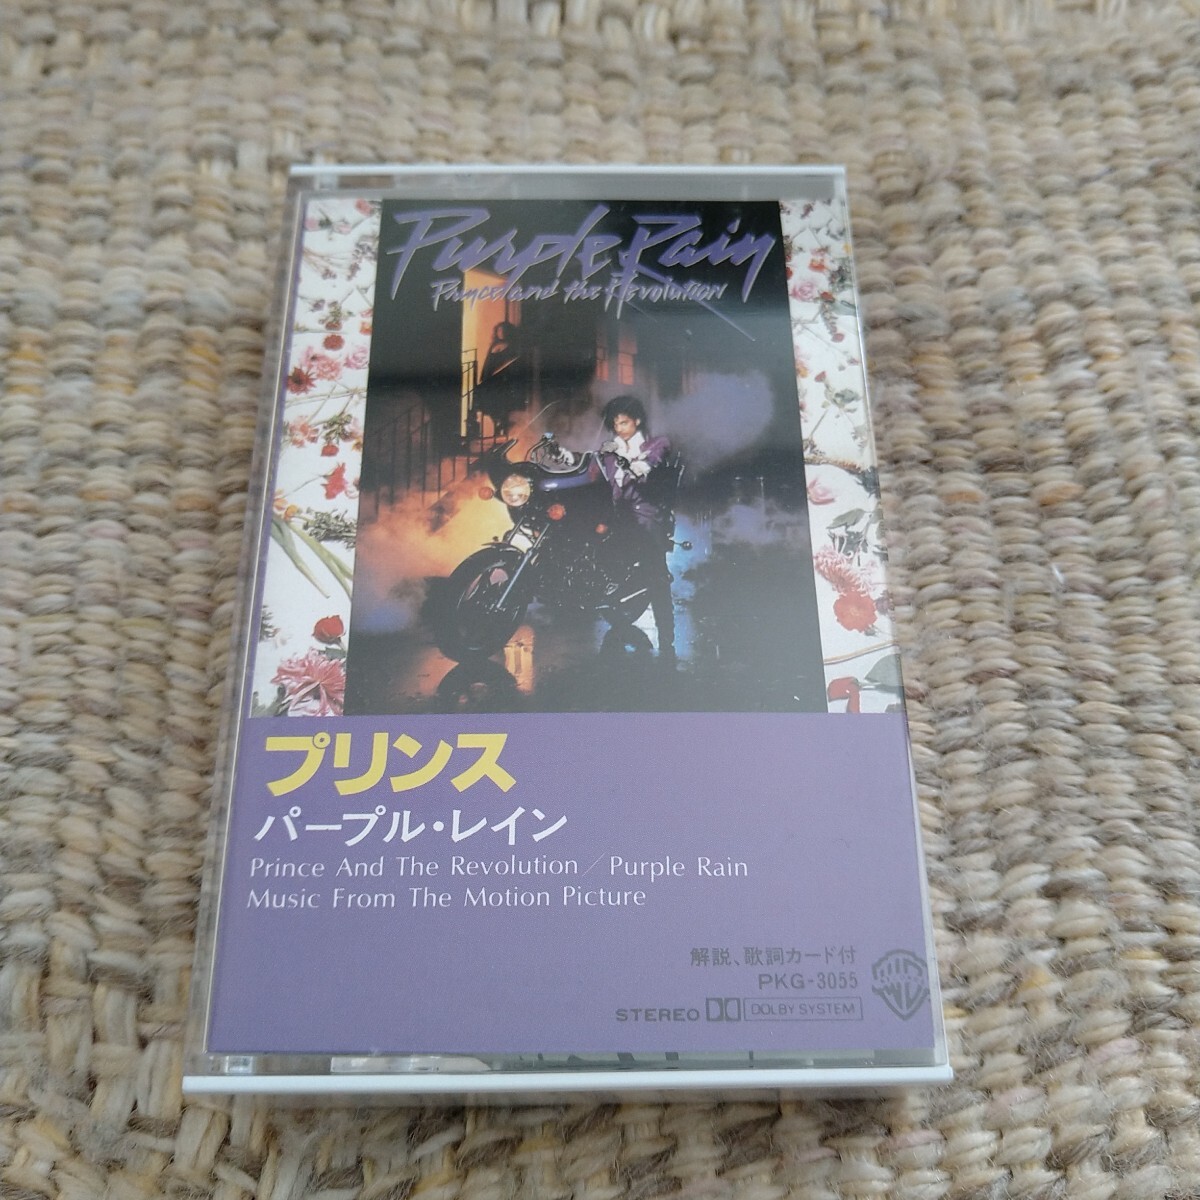 Purple Rain
Prince and the Revolution
プリンス
パープル・レイン
Prince And The Revolution／Purple Rain
Music From The Motion Picture
解説、歌詞カード付
PKG-3055
STEREO DOLBY SYSTEM